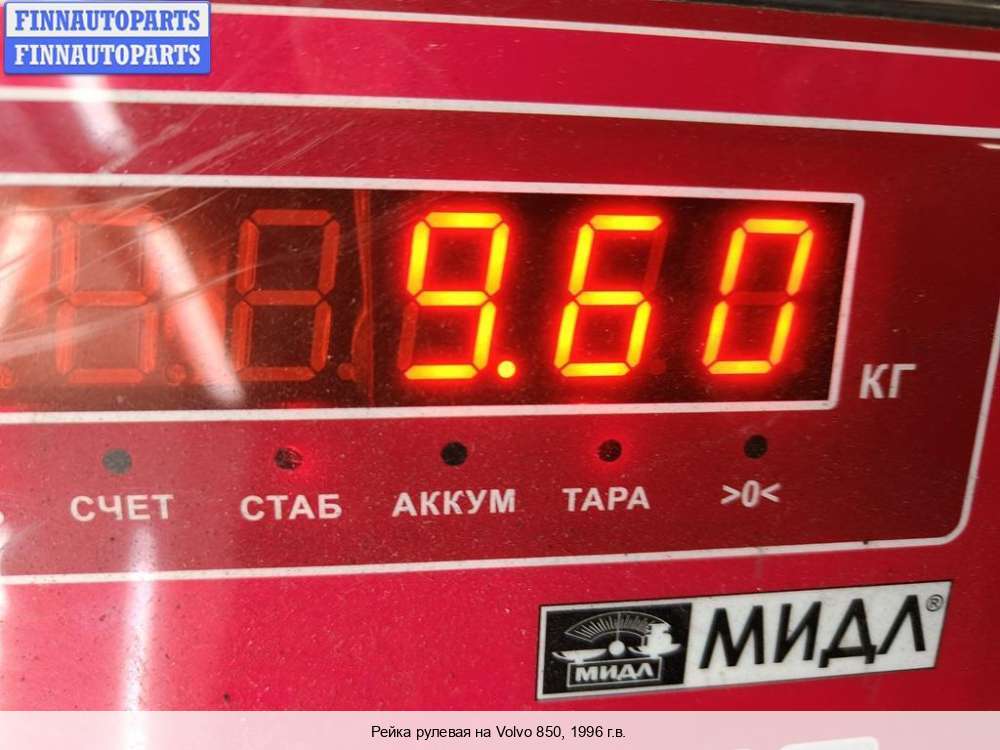 FINNAUTOPARTS
FINNAUTOPARTS
9.60
КГ
СЧЕТ СТАБ АККУМ ТАРА >0<
МИДЛ МИДЛ®
Рейка рулевая на Volvo 850, 1996 г.в.